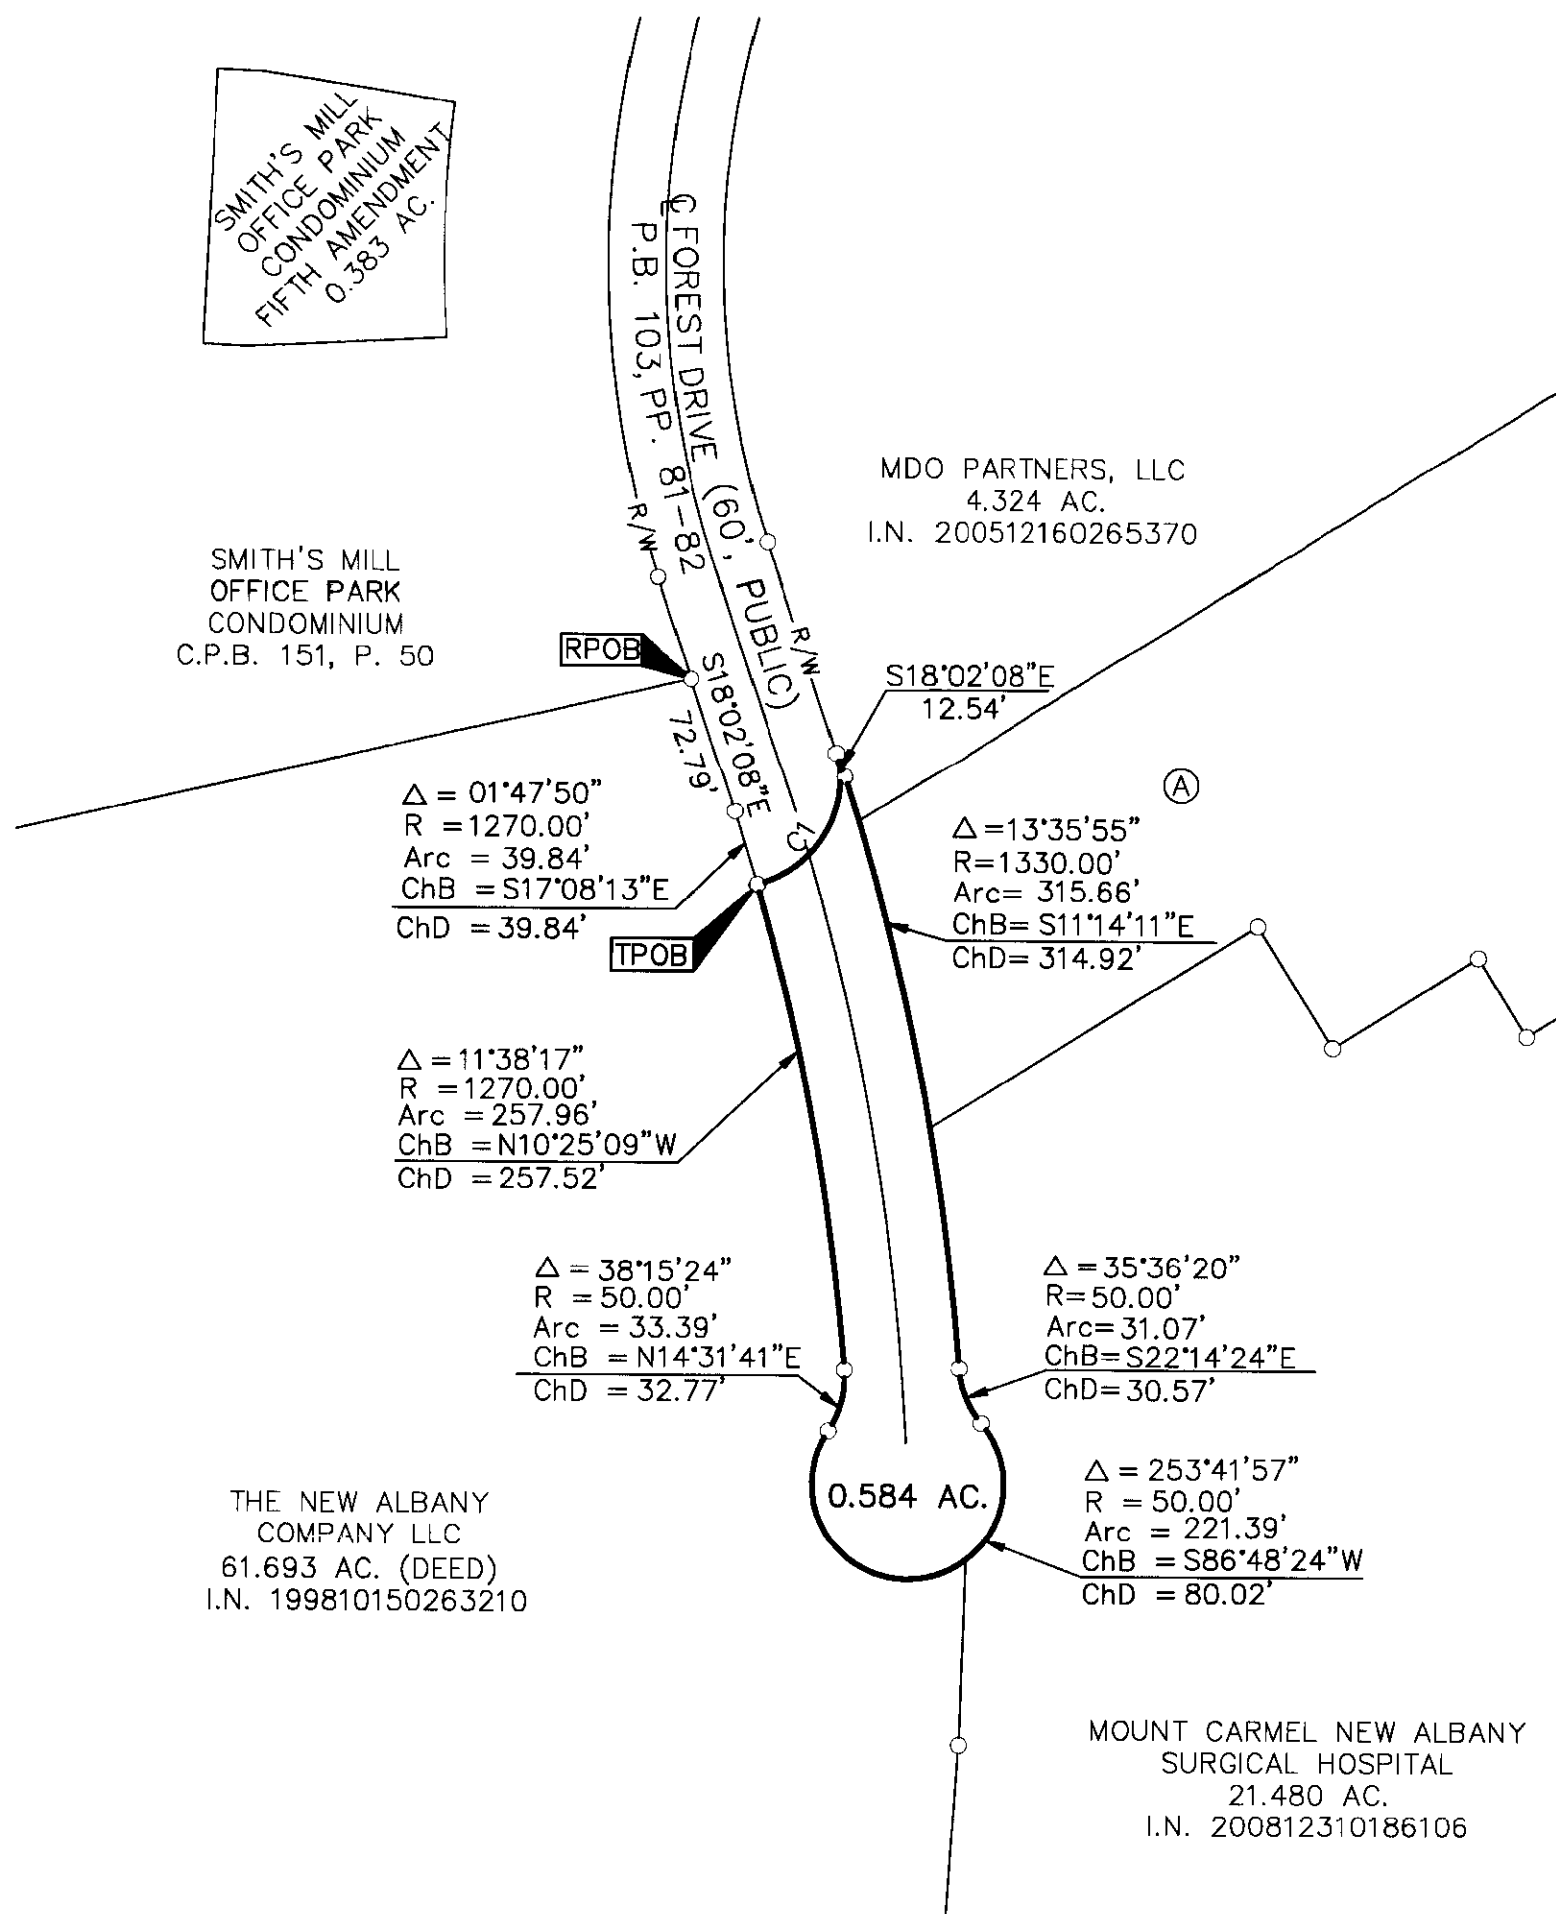 SMITH'S MILL
OFFICE PARK
CONDOMINIUM
FIFTH AMENDMENT
0.383 AC.
℄ FOREST DRIVE (60', PUBLIC)
P.B. 103, PP. 81-82
MDO PARTNERS, LLC
4.324 AC.
I.N. 200512160265370
R/W
SMITH'S MILL
OFFICE PARK
CONDOMINIUM
C.P.B. 151, P. 50
RPOB
R/W
S18°02'08"E
72.79'
S18°02'08"E
12.54'
Δ = 01°47'50"
R =1270.00'
Arc = 39.84'
ChB = S17°08'13"E
ChD = 39.84'
A
Δ =13°35'55"
R=1330.00'
Arc= 315.66'
ChB= S11°14'11"E
ChD= 314.92'
TPOB
Δ = 11°38'17"
R =1270.00'
Arc = 257.96'
ChB = N10°25'09"W
ChD = 257.52'
Δ = 38°15'24"
R = 50.00'
Arc = 33.39'
ChB = N14°31'41"E
ChD = 32.77'
Δ = 35°36'20"
R= 50.00'
Arc= 31.07'
ChB= S22°14'24"E
ChD= 30.57'
0.584 AC.
Δ = 253°41'57"
R = 50.00'
Arc = 221.39'
ChB = S86°48'24"W
ChD = 80.02'
THE NEW ALBANY
COMPANY LLC
61.693 AC. (DEED)
I.N. 199810150263210
MOUNT CARMEL NEW ALBANY
SURGICAL HOSPITAL
21.480 AC.
I.N. 200812310186106